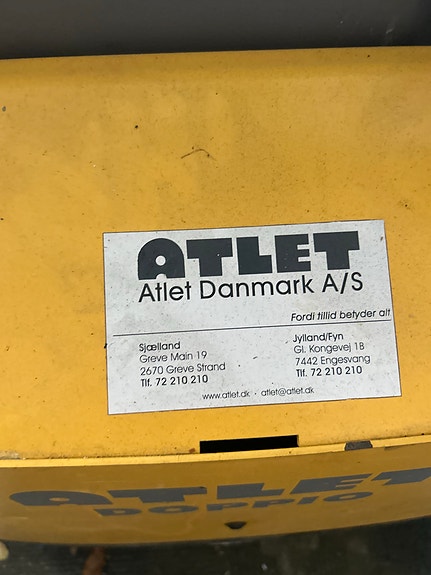 ATLET
Atlet Danmark A/S
Fordi tillid betyder alt
Sjælland
Greve Main 19
2670 Greve Strand
Tlf. 72 210 210
Jylland/Fyn
Gl. Kongevej 1B
7442 Engesvang
Tlf. 72 210 210
www.atlet.dk · atlet@atlet.dk
ATLET
DOPPIO